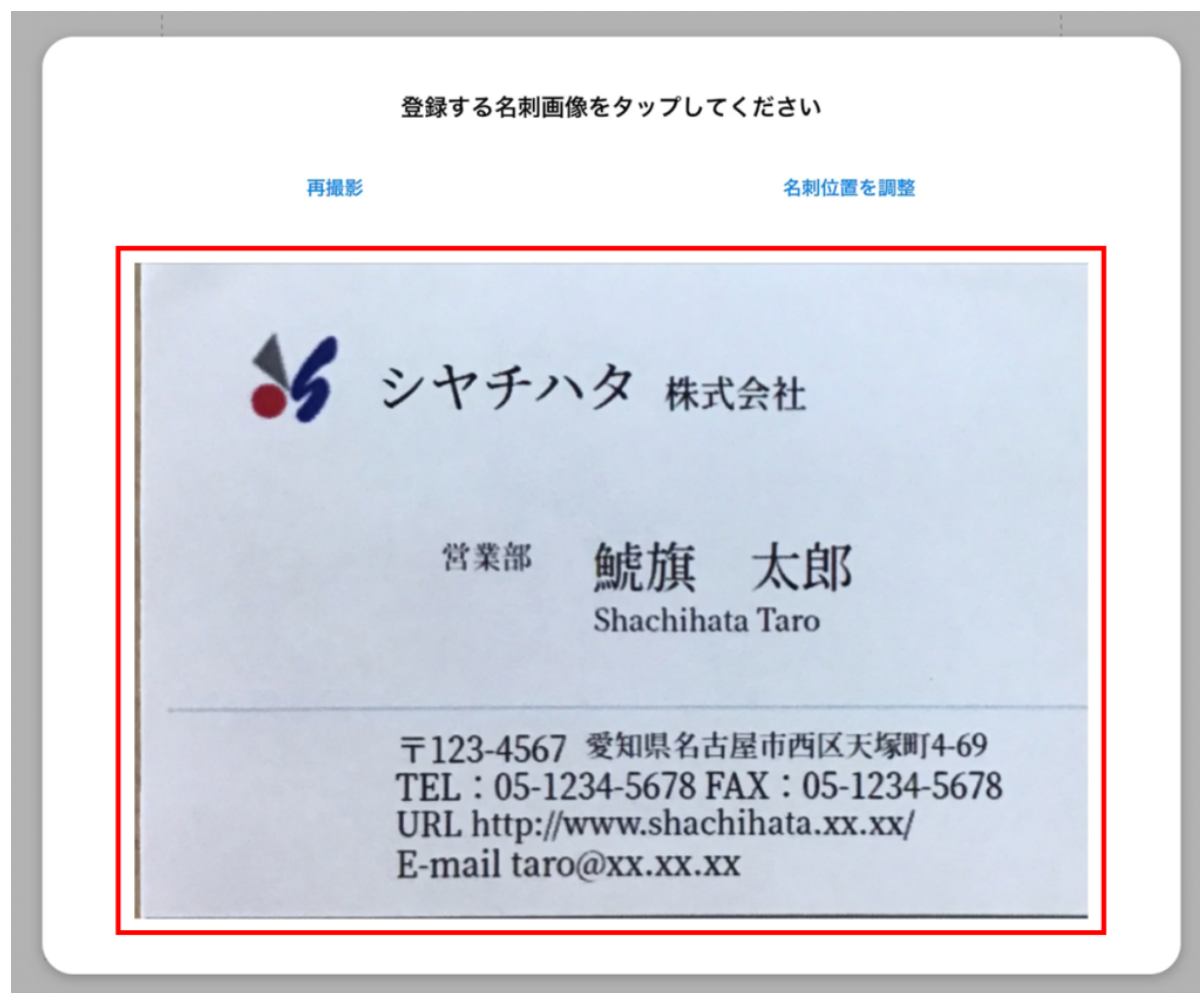 登録する名刺画像をタップしてください
再撮影 名刺位置を調整
シヤチハタ 株式会社
営業部 鯱旗 太郎
Shachihata Taro
〒123-4567 愛知県名古屋市西区天塚町4-69
TEL：05-1234-5678 FAX：05-1234-5678
URL http://www.shachihata.xx.xx/
E-mail taro@xx.xx.xx